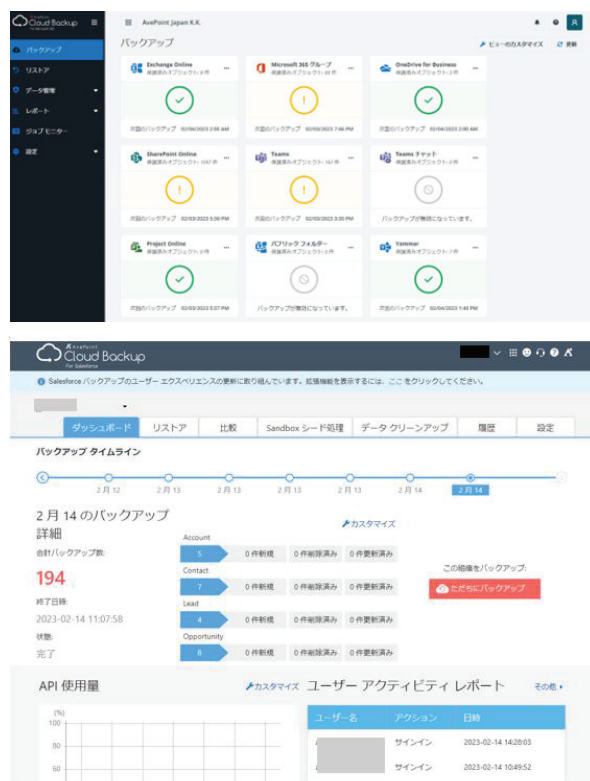 Cloud Backup
AvePoint Japan K.K.
バックアップ
バックアップ
ビューのカスタマイズ
更新
リストア
データ管理
レポート
ジョブ モニター
設定
Exchange Online
Microsoft 365 グループ
OneDrive for Business
次回のバックアップ 02/04/2023 2:00 AM
次回のバックアップ 02/03/2023 7:46 PM
次回のバックアップ 02/04/2023 2:00 AM
SharePoint Online
Teams
Teams チャット
次回のバックアップ 02/03/2023 5:30 PM
次回のバックアップ 02/03/2023 3:35 PM
バックアップが無効になっています。
Project Online
パブリック フォルダー
Yammer
次回のバックアップ 02/03/2023 5:07 PM
バックアップが無効になっています。
次回のバックアップ 02/04/2023 1:40 PM
AvePoint
Cloud Backup
For Salesforce
Salesforce バックアップのユーザー エクスペリエンスの更新に取り組んでいます。拡張機能を表示するには、ここ をクリックしてください。
ダッシュボード リストア 比較 Sandbox シード処理 データ クリーンアップ 履歴 設定
バックアップ タイムライン
2月 12 2月 13 2月 13 2月 13 2月 13 2月 14 2月 14
2 月 14 のバックアップ
詳細
カスタマイズ
合計バックアップ数:
194
終了日時:
2023-02-14 11:07:58
状態:
完了
Account
5 0 件新規 0 件削除済み 0 件更新済み
Contact
7 0 件新規 0 件削除済み 0 件更新済み
Lead
4 0 件新規 0 件削除済み 0 件更新済み
Opportunity
8 0 件新規 0 件削除済み 0 件更新済み
この組織をバックアップ:
ただちにバックアップ
API 使用量
カスタマイズ
(%)
100
80
60
ユーザー アクティビティ レポート
その他
ユーザー名 アクション 日時
サインイン 2023-02-14 14:28:03
サインイン 2023-02-14 10:49:52